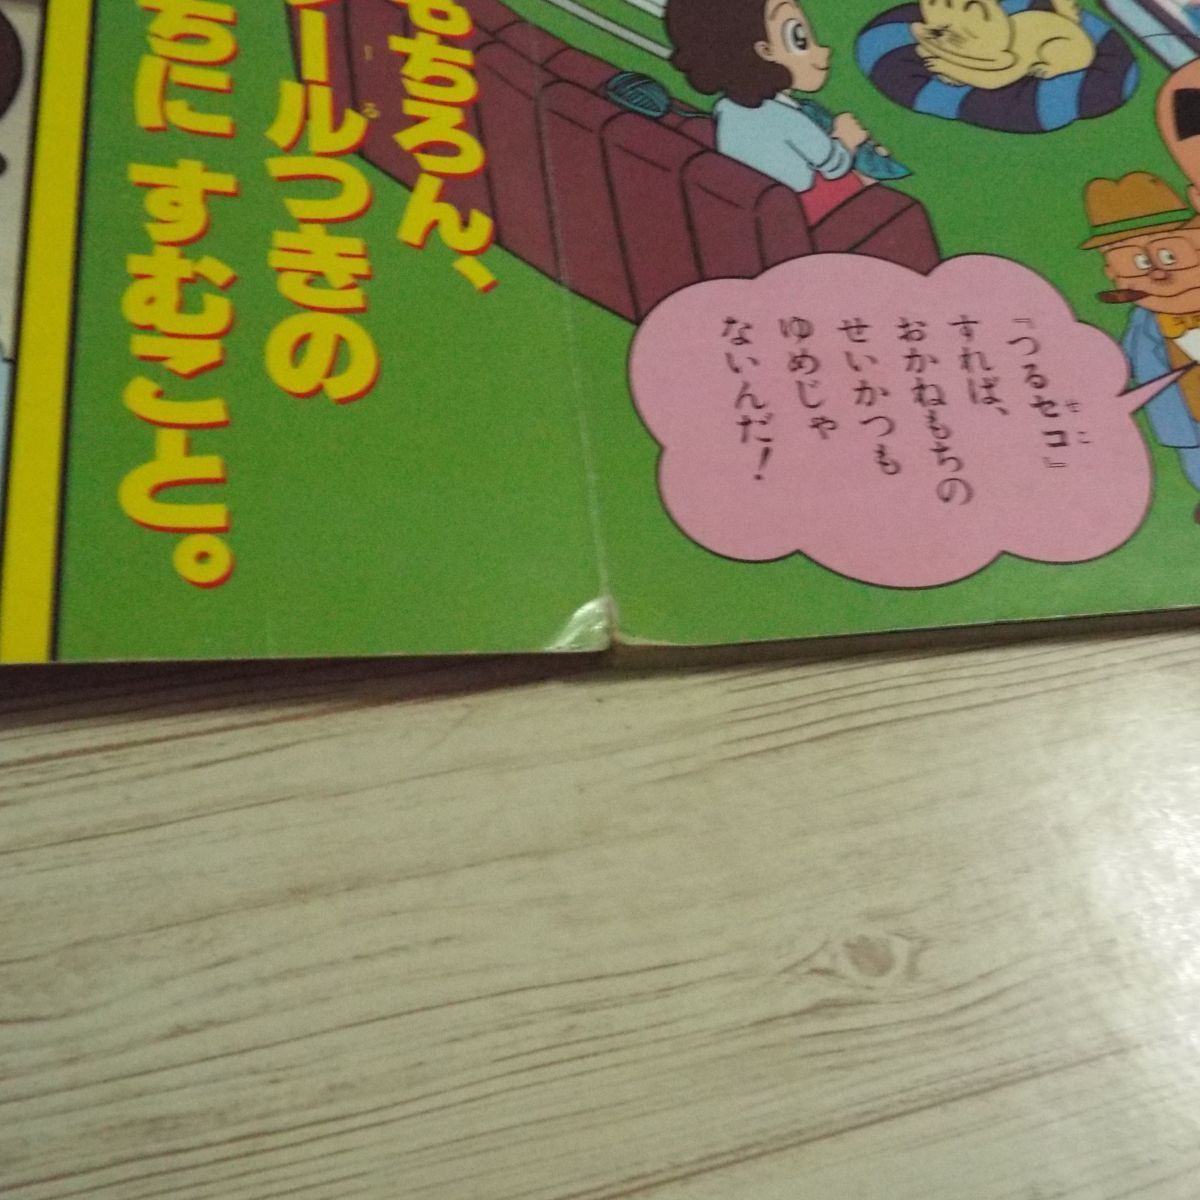 『つるセコ』
すれば、
おかねもちの
せいかつも
ゆめじゃ
ないんだ！
もちろん、
ールつきの
ちに すむこと。